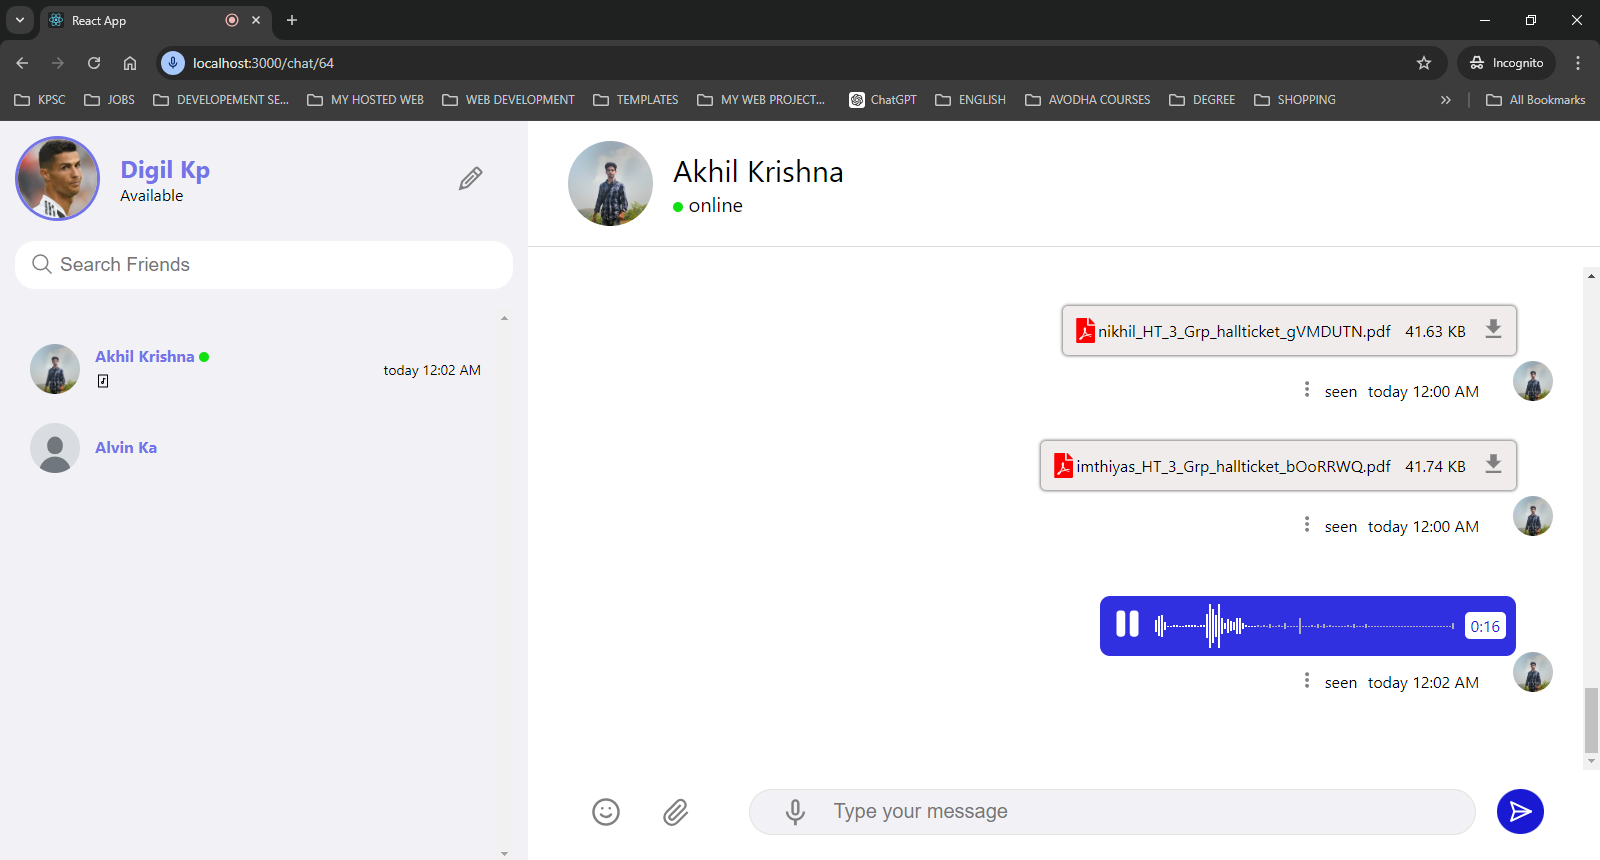 React App
localhost:3000/chat/64
Incognito
KPSC
JOBS
DEVELOPEMENT SE...
MY HOSTED WEB
WEB DEVELOPMENT
TEMPLATES
MY WEB PROJECT...
ChatGPT
ENGLISH
AVODHA COURSES
DEGREE
SHOPPING
All Bookmarks
Digil Kp
Available
Search Friends
Akhil Krishna
today 12:02 AM
Alvin Ka
Akhil Krishna
online
nikhil_HT_3_Grp_hallticket_gVMDUTN.pdf 41.63 KB
seen today 12:00 AM
imthiyas_HT_3_Grp_hallticket_bOoRRWQ.pdf 41.74 KB
seen today 12:00 AM
0:16
seen today 12:02 AM
Type your message